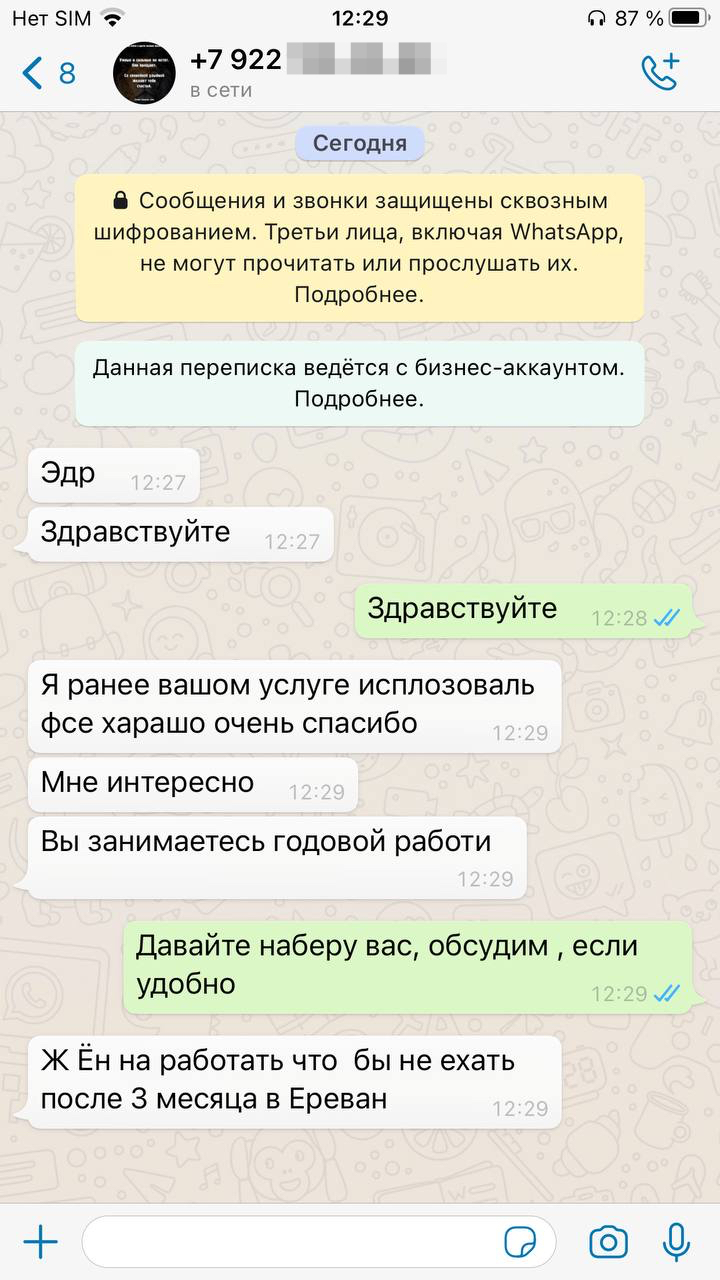 Нет SIM 12:29 87 %
8 +7 922
в сети
Сегодня
Сообщения и звонки защищены сквозным
шифрованием. Третьи лица, включая WhatsApp,
не могут прочитать или прослушать их.
Подробнее.
Данная переписка ведётся с бизнес-аккаунтом.
Подробнее.
Эдр 12:27
Здравствуйте 12:27
Здравствуйте 12:28
Я ранее вашом услуге исплозоваль
фсе харашо очень спасибо 12:29
Мне интересно 12:29
Вы занимаетесь годовой работи
12:29
Давайте наберу вас, обсудим , если
удобно 12:29
Ж Ён на работать что  бы не ехать
после 3 месяца в Ереван 12:29